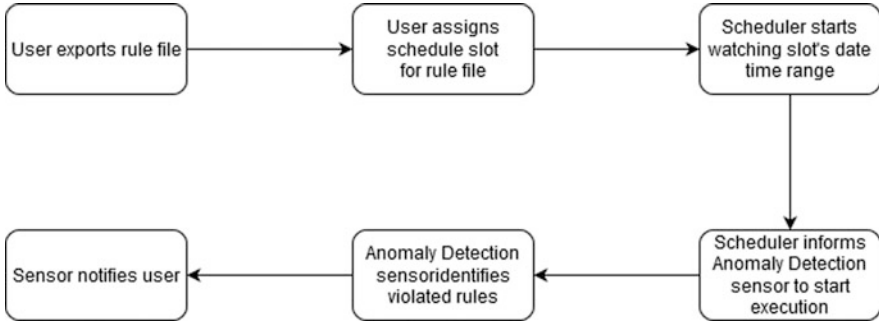 User exports rule file
User assigns
schedule slot
for rule file
Scheduler starts
watching slot's date
time range
Scheduler informs
Anomaly Detection
sensor to start
execution
Anomaly Detection
sensoridentifies
violated rules
Sensor notifies user